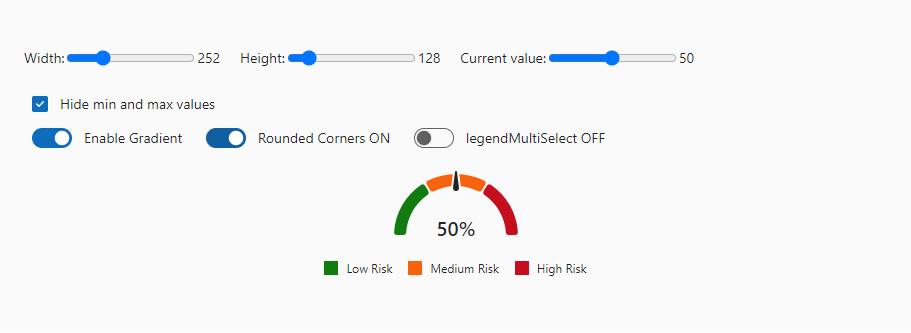 Width: 252 Height: 128 Current value: 50
Hide min and max values
Enable Gradient Rounded Corners ON legendMultiSelect OFF
50%
Low Risk Medium Risk High Risk